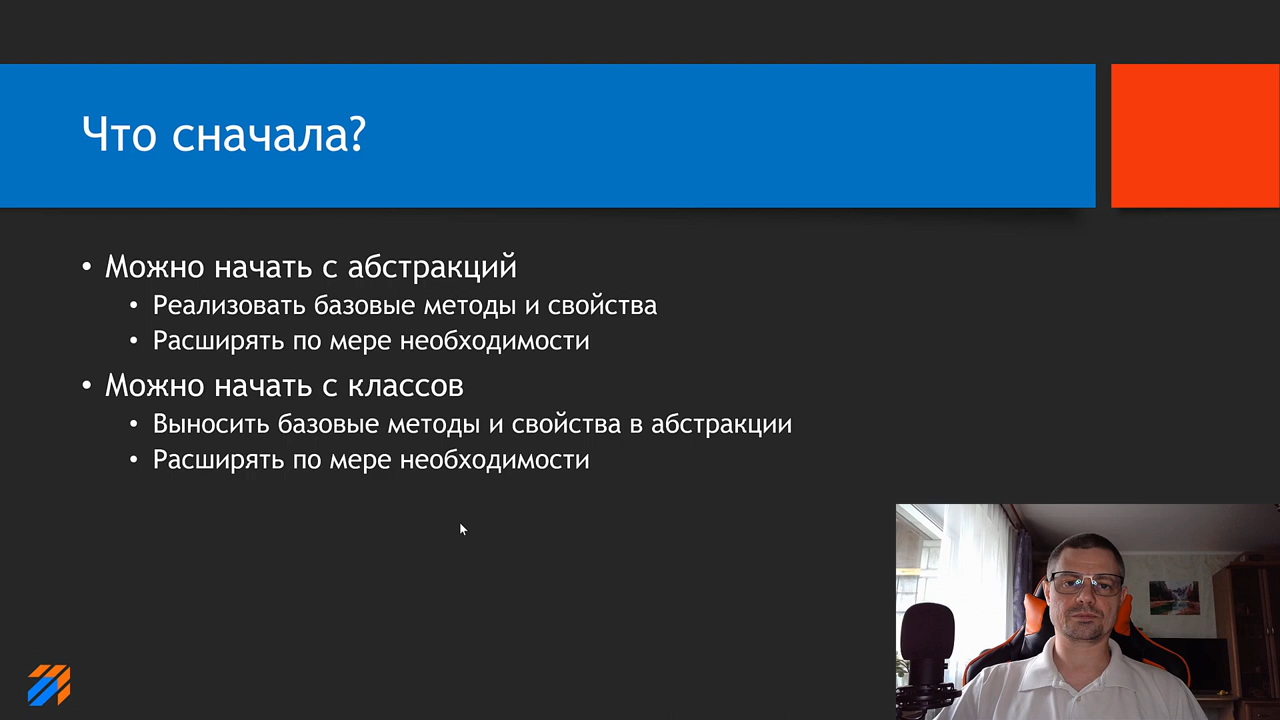 Что сначала?
• Можно начать с абстракций
• Реализовать базовые методы и свойства
• Расширять по мере необходимости
• Можно начать с классов
• Выносить базовые методы и свойства в абстракции
• Расширять по мере необходимости